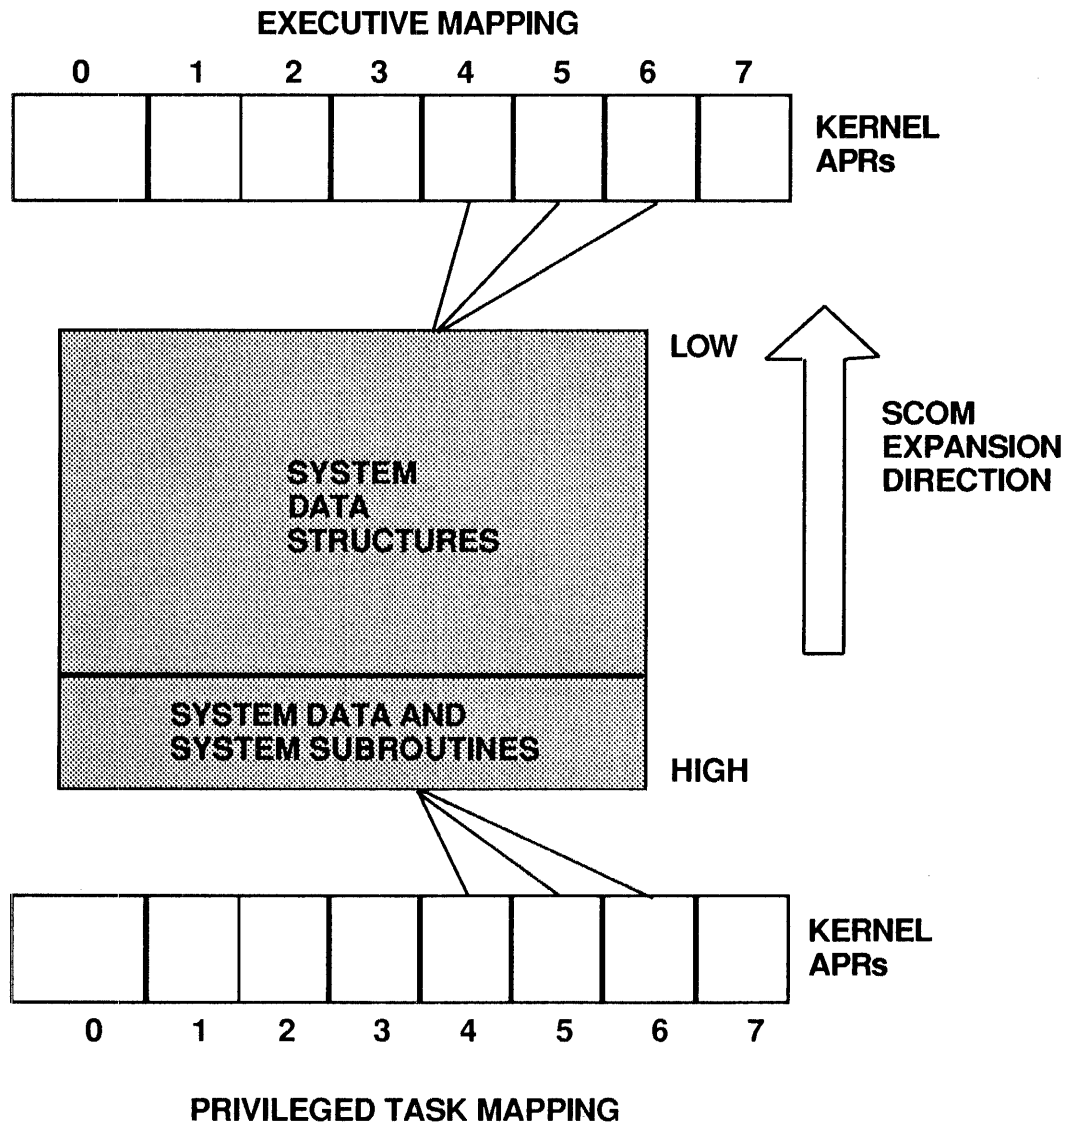 EXECUTIVE MAPPING
0 1 2 3 4 5 6 7
KERNEL
APRs
LOW
SCOM
EXPANSION
DIRECTION
SYSTEM
DATA
STRUCTURES
SYSTEM DATA AND
SYSTEM SUBROUTINES
HIGH
KERNEL
APRs
0 1 2 3 4 5 6 7
PRIVILEGED TASK MAPPING